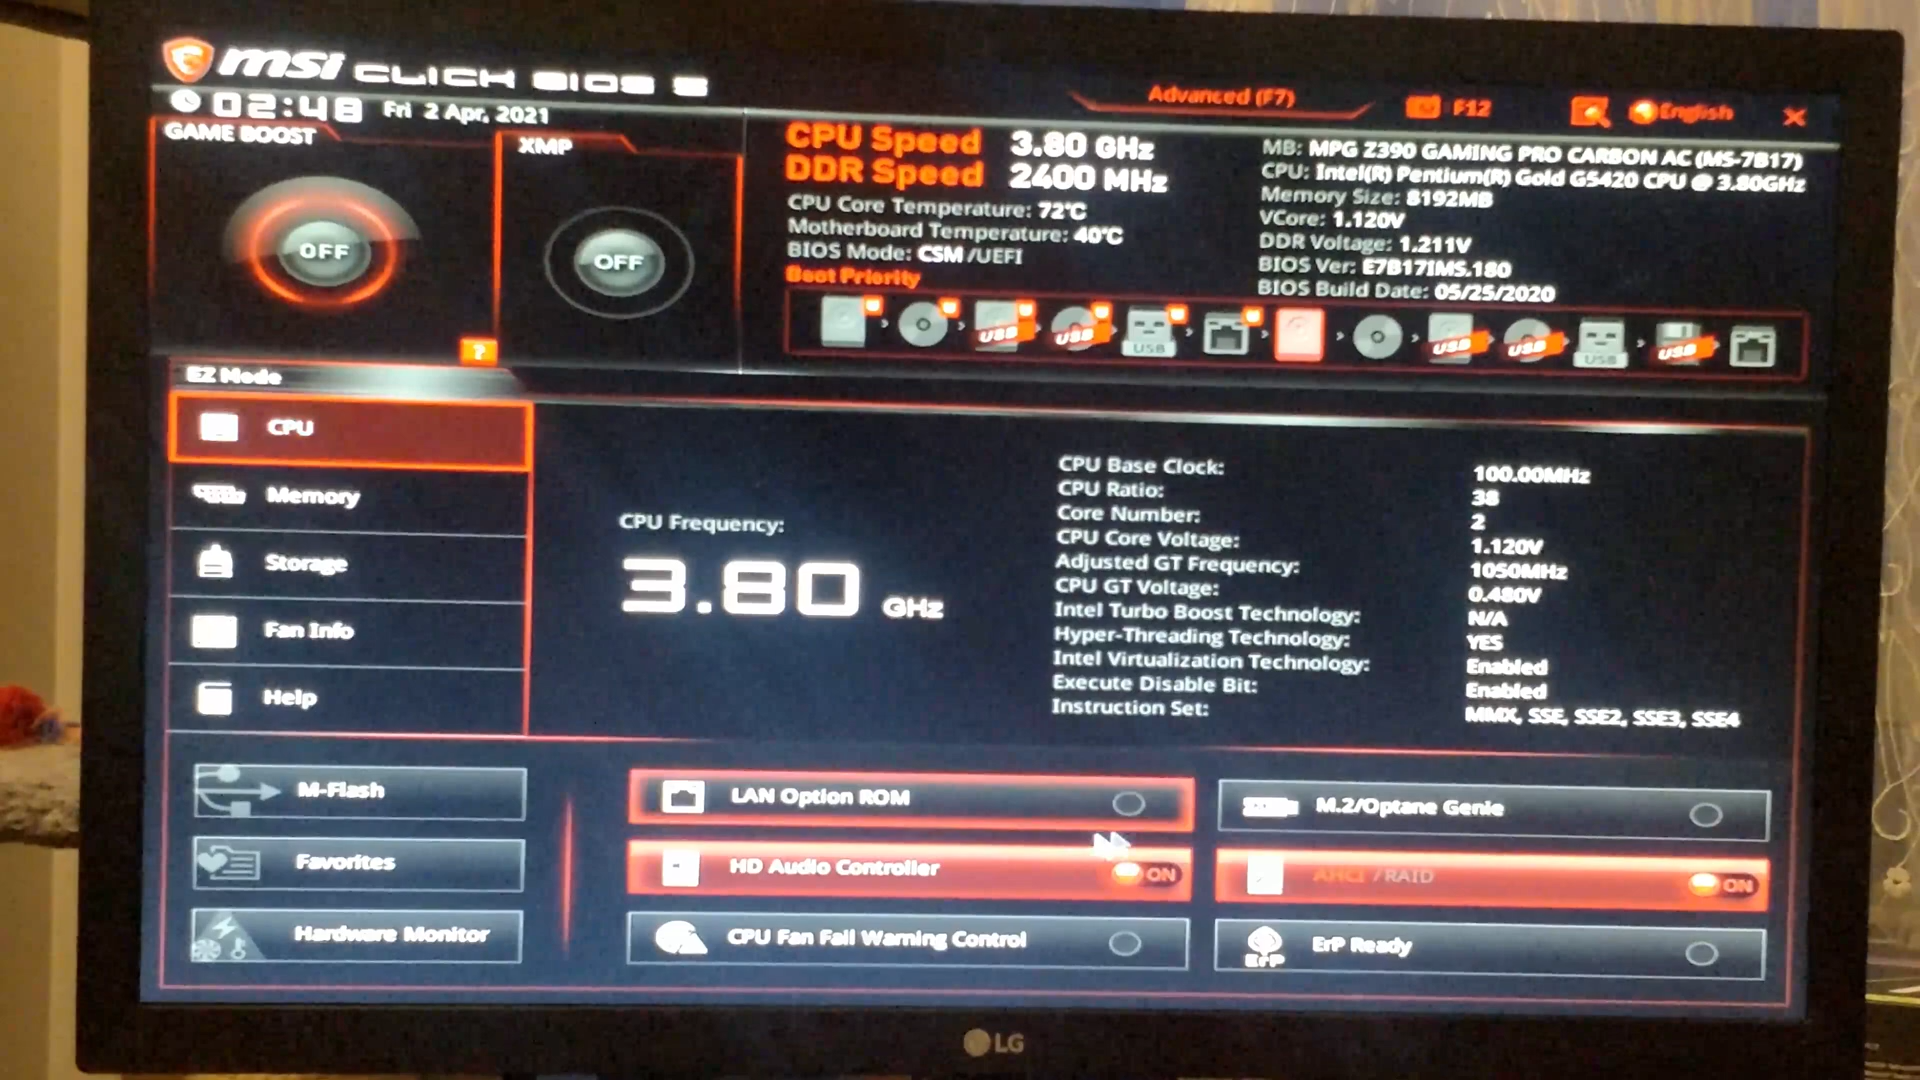 msi CLICK BIOS 5
02:48 Fri 2 Apr, 2021
Advanced (F7)
F12
English
X
GAME BOOST
OFF
XMP
OFF
?
CPU Speed 3.80 GHz
DDR Speed 2400 MHz
CPU Core Temperature: 72°C
Motherboard Temperature: 40°C
BIOS Mode: CSM /UEFI
Boot Priority
MB: MPG Z390 GAMING PRO CARBON AC (MS-7B17)
CPU: Intel(R) Pentium(R) Gold G5420 CPU @ 3.80GHz
Memory Size: 8192MB
VCore: 1.120V
DDR Voltage: 1.211V
BIOS Ver: E7B17IMS.180
BIOS Build Date: 05/25/2020
U U U U U U
USB USB USB USB USB USB USB
EZ Mode
CPU
Memory
Storage
Fan Info
Help
CPU Frequency:
3.80 GHz
CPU Base Clock: 100.00MHz
CPU Ratio: 38
Core Number: 2
CPU Core Voltage: 1.120V
Adjusted GT Frequency: 1050MHz
CPU GT Voltage: 0.480V
Intel Turbo Boost Technology: N/A
Hyper-Threading Technology: YES
Intel Virtualization Technology: Enabled
Execute Disable Bit: Enabled
Instruction Set: MMX, SSE, SSE2, SSE3, SSE4
M-Flash
Favorites
Hardware Monitor
LAN Option ROM
HD Audio Controller ON
CPU Fan Fail Warning Control
M.2/Optane Genie
AHCI /RAID ON
ErP ErP Ready
LG